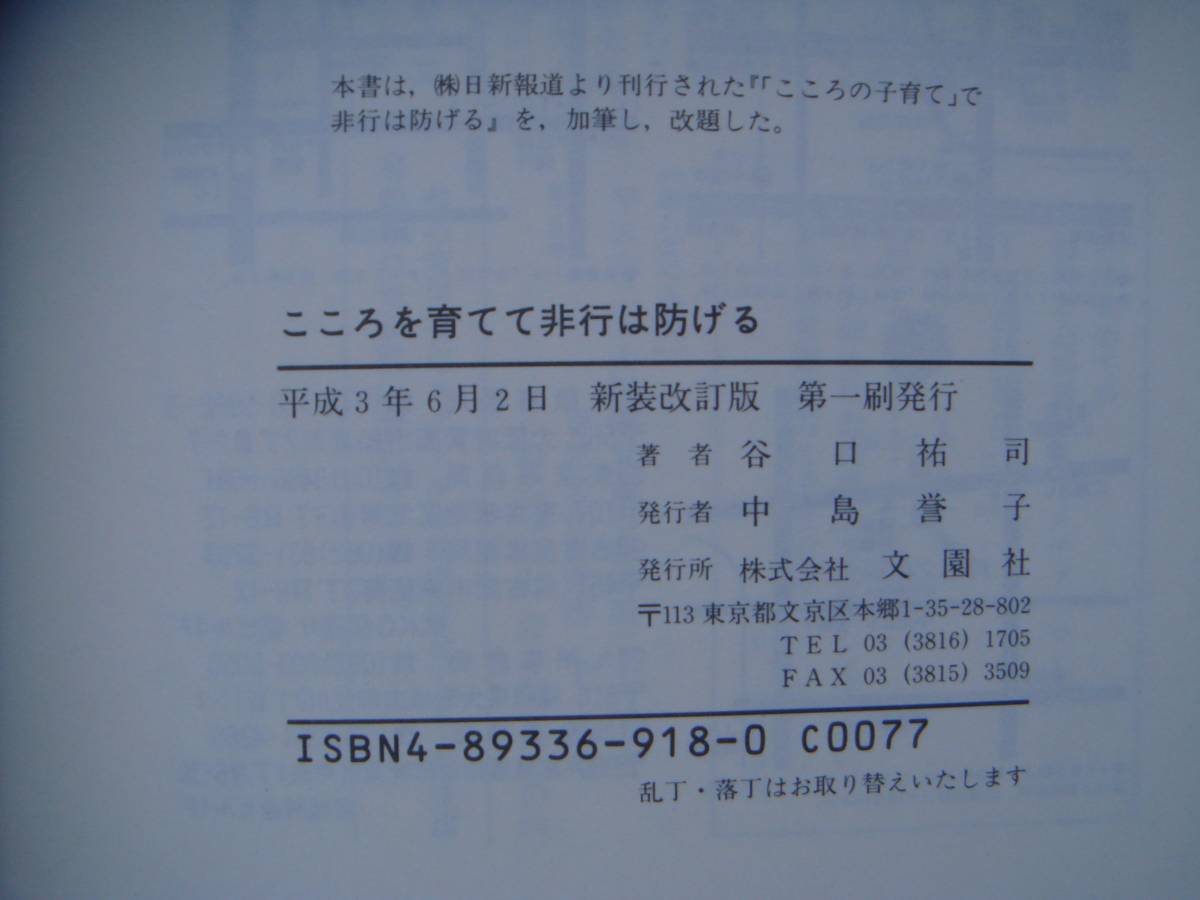 本書は，㈱日新報道より刊行された『「こころの子育て」で
非行は防げる』を，加筆し，改題した。
こころを育てて非行は防げる
平成3年6月2日 新装改訂版 第一刷発行
著者 谷口祐司
発行者 中島誉子
発行所 株式会社 文園社
〒113 東京都文京区本郷1-35-28-802
TEL 03 (3816) 1705
FAX 03 (3815) 3509
ISBN4-89336-918-0 C0077
乱丁・落丁はお取り替えいたします